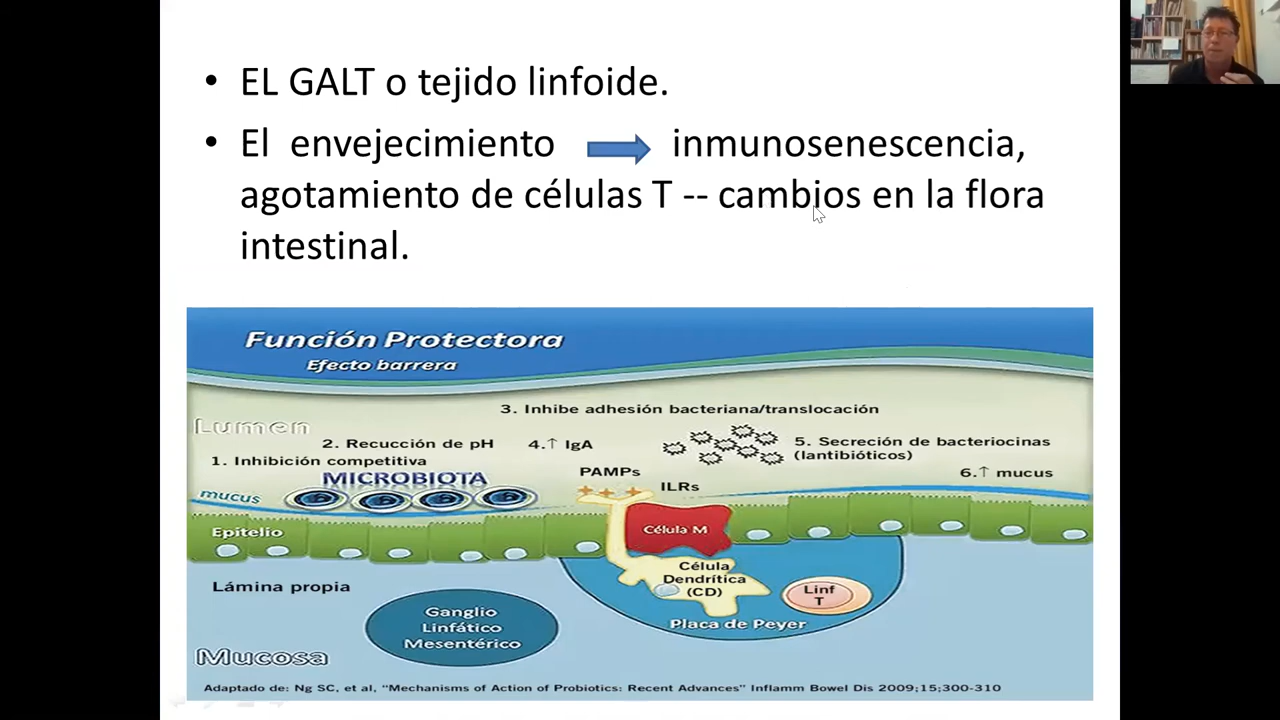 • EL GALT o tejido linfoide.
• El envejecimiento inmunosenescencia,
agotamiento de células T -- cambios en la flora
intestinal.
Función Protectora
Efecto barrera
Lumen
3. Inhibe adhesión bacteriana/translocación
2. Recucción de pH
4.↑ IgA
5. Secreción de bacteriocinas
(lantibióticos)
1. Inhibición competitiva
PAMPs
6.↑ mucus
MICROBIOTA
ILRs
mucus
Epitelio
Célula M
Célula
Dendrítica
(CD)
Lámina propia
Linf
T
Ganglio
Linfático
Mesentérico
Placa de Peyer
Mucosa
Adaptado de: Ng SC, et al, “Mechanisms of Action of Probiotics: Recent Advances” Inflamm Bowel Dis 2009;15;300-310